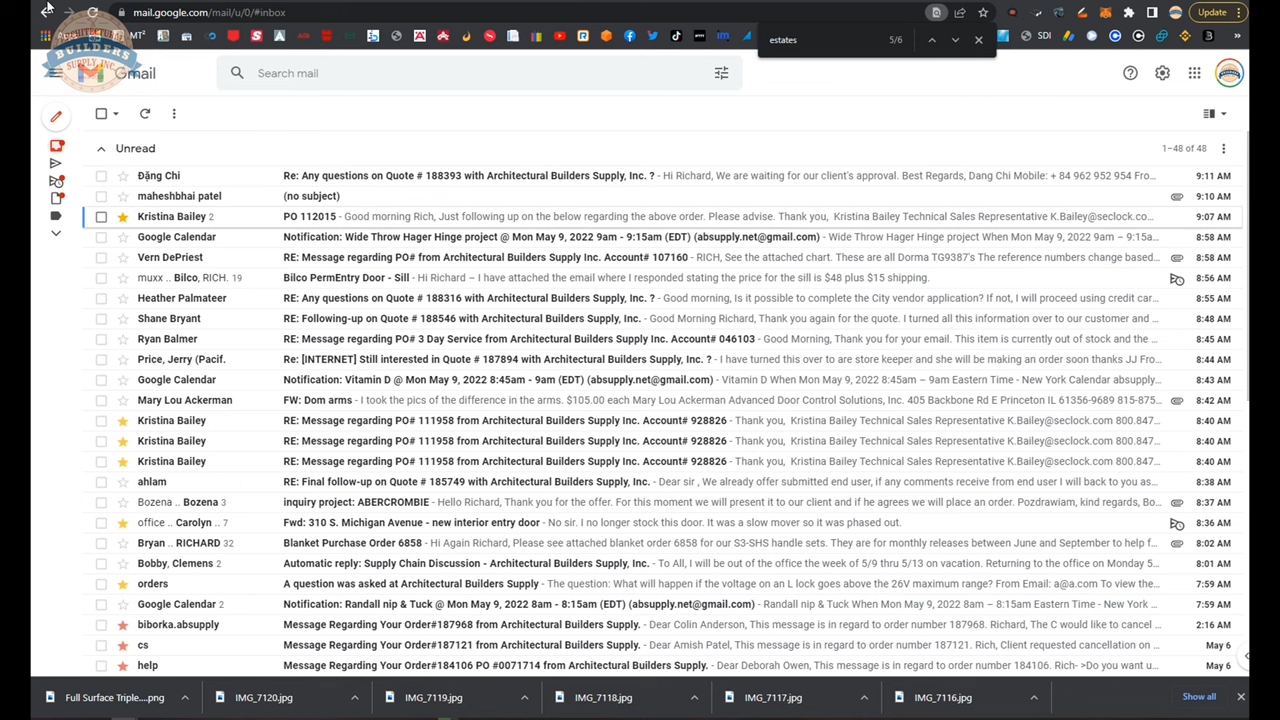 mail.google.com/mail/u/0/#inbox
Update
Apps
MT²
SDI
estates 5/6
ARCHITECTURAL
BUILDERS
SUPPLY, INC.
Gmail
Search mail
Unread 1–48 of 48
Đặng Chi Re: Any questions on Quote # 188393 with Architectural Builders Supply, Inc. ? - Hi Richard, We are waiting for our client's approval. Best Regards, Dang Chi Mobile: + 84 962 952 954 Fro… 9:11 AM
maheshbhai patel (no subject) 9:10 AM
Kristina Bailey 2 PO 112015 - Good morning Rich, Just following up on the below regarding the above order. Please advise. Thank you, Kristina Bailey Technical Sales Representative K.Bailey@seclock.co… 9:07 AM
Google Calendar Notification: Wide Throw Hager Hinge project @ Mon May 9, 2022 9am - 9:15am (EDT) (absupply.net@gmail.com) - Wide Throw Hager Hinge project When Mon May 9, 2022 9am – 9:15a… 8:58 AM
Vern DePriest RE: Message regarding PO# from Architectural Builders Supply Inc. Account# 107160 - RICH, See the attached chart. These are all Dorma TG9387's The reference numbers change based… 8:58 AM
muxx .. Bilco, RICH. 19 Bilco PermEntry Door - Sill - Hi Richard – I have attached the email where I responded stating the price for the sill is $48 plus $15 shipping. 8:56 AM
Heather Palmateer RE: Any questions on Quote # 188316 with Architectural Builders Supply, Inc. ? - Good morning, Is it possible to complete the City vendor application? If not, I will proceed using credit car… 8:55 AM
Shane Bryant RE: Following-up on Quote # 188546 with Architectural Builders Supply, Inc. - Good Morning Richard, Thank you again for the quote. I turned all this information over to our customer and … 8:48 AM
Ryan Balmer RE: Message regarding PO# 3 Day Service from Architectural Builders Supply Inc. Account# 046103 - Good Morning, Thank you for your email. This item is currently out of stock and the … 8:45 AM
Price, Jerry (Pacif. Re: [INTERNET] Still interested in Quote # 187894 with Architectural Builders Supply, Inc. ? - I have turned this over to are store keeper and she will be making an order soon thanks JJ Fro… 8:44 AM
Google Calendar Notification: Vitamin D @ Mon May 9, 2022 8:45am - 9am (EDT) (absupply.net@gmail.com) - Vitamin D When Mon May 9, 2022 8:45am – 9am Eastern Time - New York Calendar absupply… 8:43 AM
Mary Lou Ackerman FW: Dom arms - I took the pics of the difference in the arms. $105.00 each Mary Lou Ackerman Advanced Door Control Solutions, Inc. 405 Backbone Rd E Princeton IL 61356-9689 815-875… 8:42 AM
Kristina Bailey RE: Message regarding PO# 111958 from Architectural Builders Supply Inc. Account# 928826 - Thank you, Kristina Bailey Technical Sales Representative K.Bailey@seclock.com 800.847… 8:40 AM
Kristina Bailey RE: Message regarding PO# 111958 from Architectural Builders Supply Inc. Account# 928826 - Thank you, Kristina Bailey Technical Sales Representative K.Bailey@seclock.com 800.847… 8:40 AM
Kristina Bailey RE: Message regarding PO# 111958 from Architectural Builders Supply Inc. Account# 928826 - Thank you, Kristina Bailey Technical Sales Representative K.Bailey@seclock.com 800.847… 8:40 AM
ahlam RE: Final follow-up on Quote # 185749 with Architectural Builders Supply, Inc. - Dear sir , We already offer submitted end user, if any comments receive from end user I will back to you as… 8:38 AM
Bozena .. Bozena 3 inquiry project: ABERCROMBIE - Hello Richard, Thank you for the offer. For this moment we will present it to our client and if he agrees we will place an order. Pozdrawiam, kind regards, Bo… 8:37 AM
office .. Carolyn .. 7 Fwd: 310 S. Michigan Avenue - new interior entry door - No sir. I no longer stock this door. It was a slow mover so it was phased out. 8:36 AM
Bryan .. RICHARD 32 Blanket Purchase Order 6858 - Hi Again Richard, Please see attached blanket order 6858 for our S3-SHS handle sets. They are for monthly releases between June and September to help f… 8:02 AM
Bobby, Clemens 2 Automatic reply: Supply Chain Discussion - To All, I will be out of the office the week of 5/9 thru 5/13 on vacation. Returning to the office on Monday 5… 8:01 AM
orders A question was asked at Architectural Builders Supply - The question: What will happen if the voltage on an L lock goes above the 26V maximum range? From Email: a@a.com To view the… 7:59 AM
Google Calendar 2 Notification: Randall nip & Tuck @ Mon May 9, 2022 8am - 8:15am (EDT) (absupply.net@gmail.com) - Randall nip & Tuck When Mon May 9, 2022 8am – 8:15am Eastern Time - New York … 7:59 AM
biborka.absupply Message Regarding Your Order#187968 from Architectural Builders Supply. - Dear Colin Anderson, This message is in regard to order number 187968. Richard, The C would like to cancel … 2:16 AM
cs Message Regarding Your Order#187121 from Architectural Builders Supply. - Dear Amish Patel, This message is in regard to order number 187121. Rich, Client requested cancellation on … May 6
help Message Regarding Your Order#184106 PO #0071714 from Architectural Builders Supply. - Dear Deborah Owen, This message is in regard to order number 184106. Rich- >Do you want u… May 6
Full Surface Triple....png IMG_7120.jpg IMG_7119.jpg IMG_7118.jpg IMG_7117.jpg IMG_7116.jpg Show all